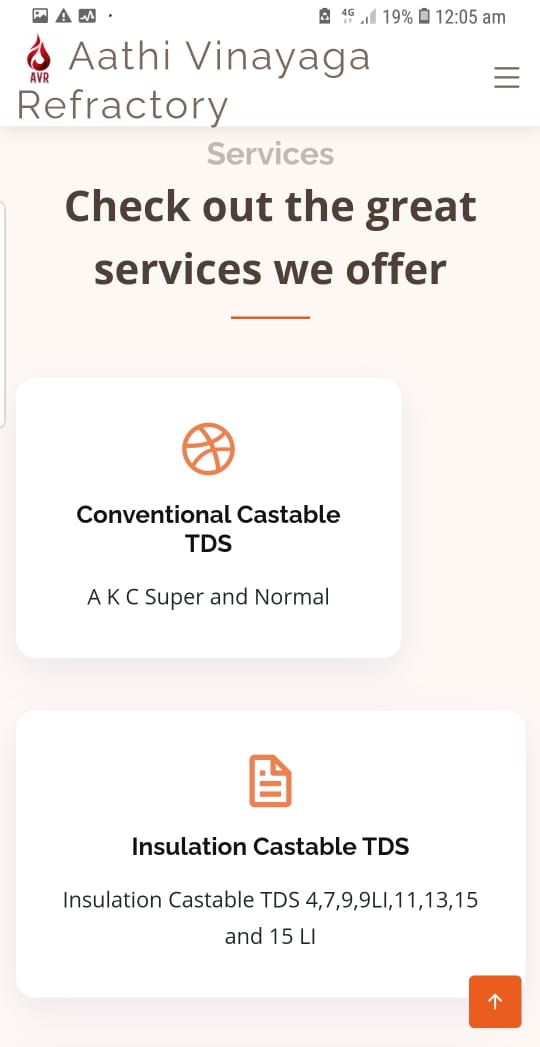 4G 19% 12:05 am
AVR Aathi Vinayaga
Refractory
Services
Check out the great
services we offer
Conventional Castable
TDS
A K C Super and Normal
Insulation Castable TDS
Insulation Castable TDS 4,7,9,9LI,11,13,15
and 15 LI